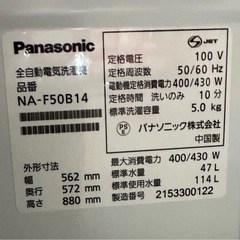 Panasonic
全自動電気洗濯機
品番
NA-F50B14
外形寸法
幅 562 mm
奥行 572 mm
高さ 880 mm
JET
定格電圧 100 V
定格周波数 50/60 Hz
電動機定格消費電力 400/430 W
定格時間 洗いのみ 10分
標準洗濯容量 5.0 kg
PS E
パナソニック株式会社
中国製
最大消費電力 400/430 W
標準水量 47 L
標準使用水量 114 L
製造番号 2153300122